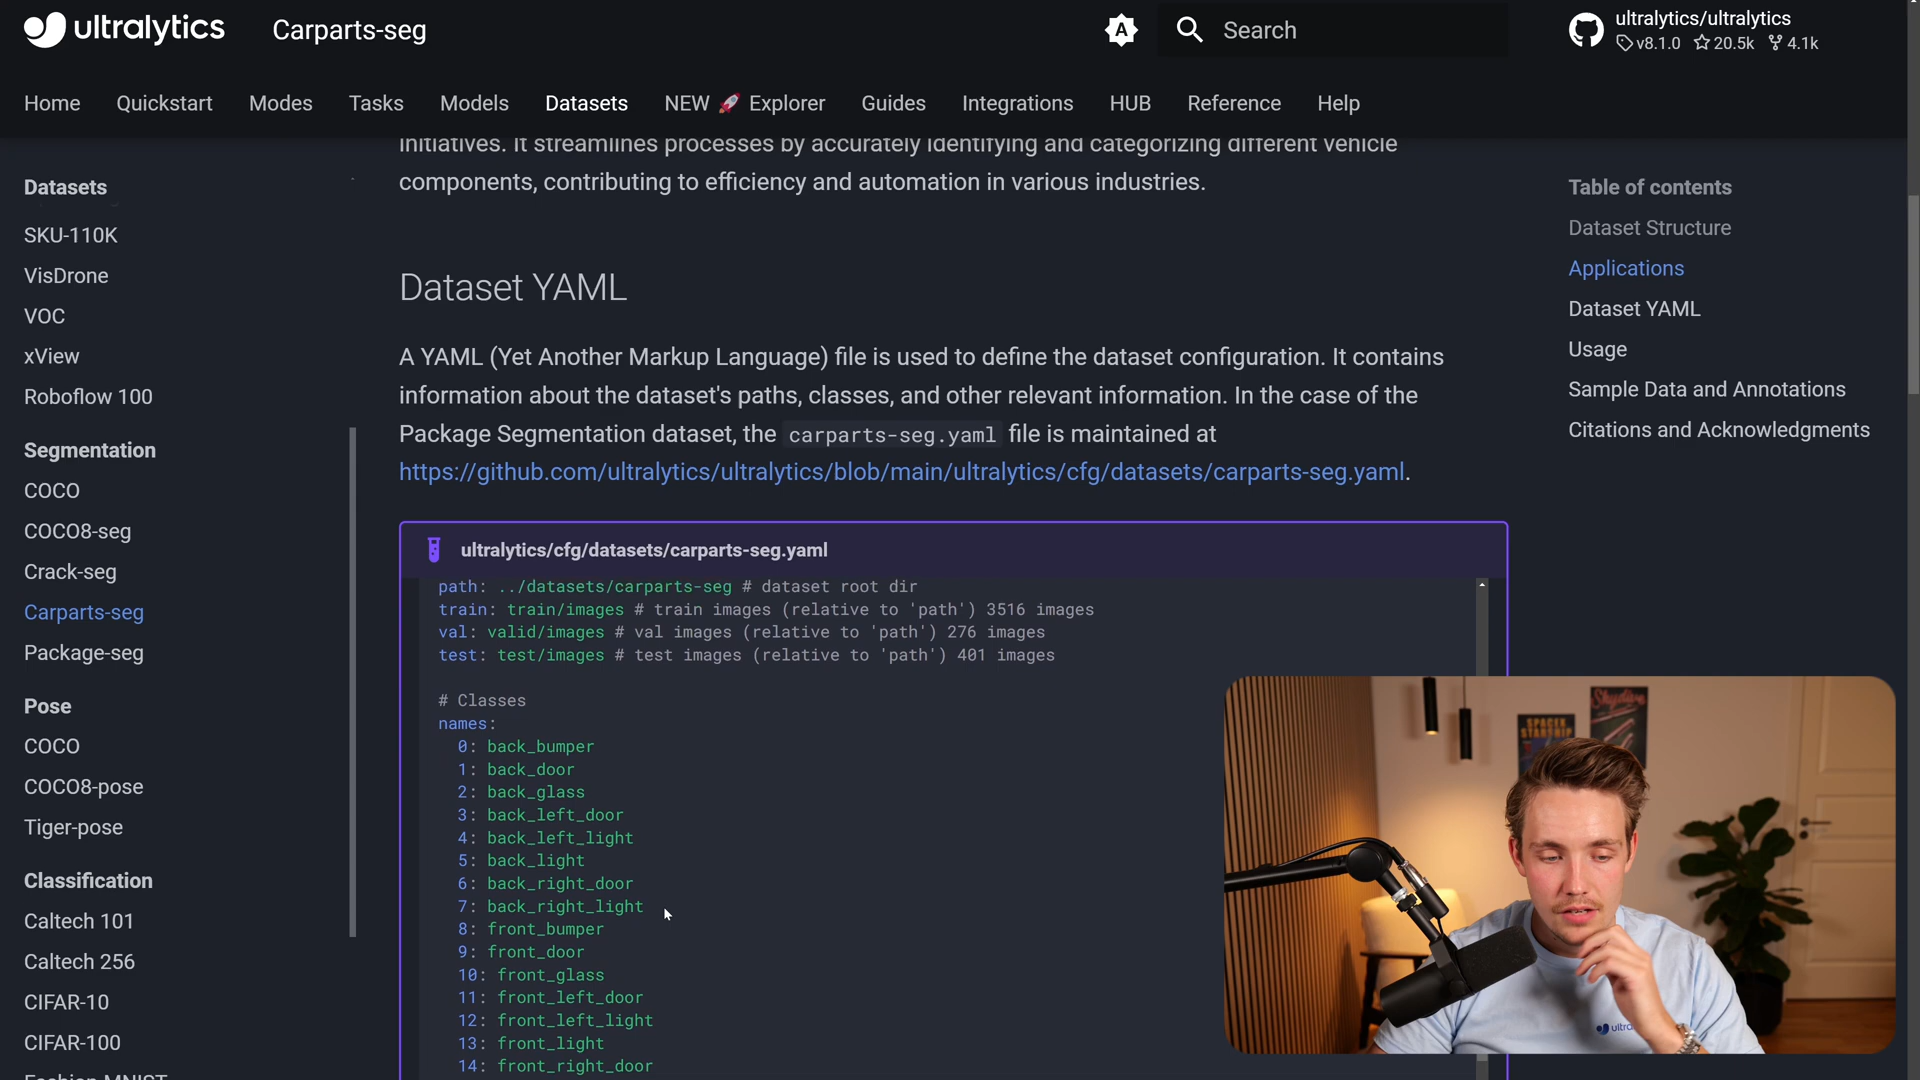 ultralytics
Carparts-seg
A
Search
ultralytics/ultralytics
v8.1.0 20.5k 4.1k
Home Quickstart Modes Tasks Models Datasets NEW 🚀 Explorer Guides Integrations HUB Reference Help
Datasets
SKU-110K
VisDrone
VOC
xView
Roboflow 100
Segmentation
COCO
COCO8-seg
Crack-seg
Carparts-seg
Package-seg
Pose
COCO
COCO8-pose
Tiger-pose
Classification
Caltech 101
Caltech 256
CIFAR-10
CIFAR-100
Fashion-MNIST
initiatives. It streamlines processes by accurately identifying and categorizing different vehicle
components, contributing to efficiency and automation in various industries.
Dataset YAML
A YAML (Yet Another Markup Language) file is used to define the dataset configuration. It contains
information about the dataset's paths, classes, and other relevant information. In the case of the
Package Segmentation dataset, the carparts-seg.yaml file is maintained at
https://github.com/ultralytics/ultralytics/blob/main/ultralytics/cfg/datasets/carparts-seg.yaml.
ultralytics/cfg/datasets/carparts-seg.yaml
path: ../datasets/carparts-seg # dataset root dir
train: train/images # train images (relative to 'path') 3516 images
val: valid/images # val images (relative to 'path') 276 images
test: test/images # test images (relative to 'path') 401 images
# Classes
names:
0: back_bumper
1: back_door
2: back_glass
3: back_left_door
4: back_left_light
5: back_light
6: back_right_door
7: back_right_light
8: front_bumper
9: front_door
10: front_glass
11: front_left_door
12: front_left_light
13: front_light
14: front_right_door
Table of contents
Dataset Structure
Applications
Dataset YAML
Usage
Sample Data and Annotations
Citations and Acknowledgments
Skydive
SPACEX
STARSHIP